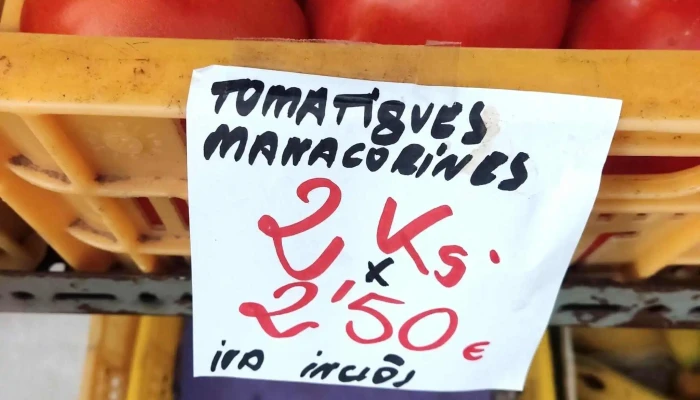 TOMATIGUES
MANACORINES
2 Ks.
x
2'50 €
iva inclòs